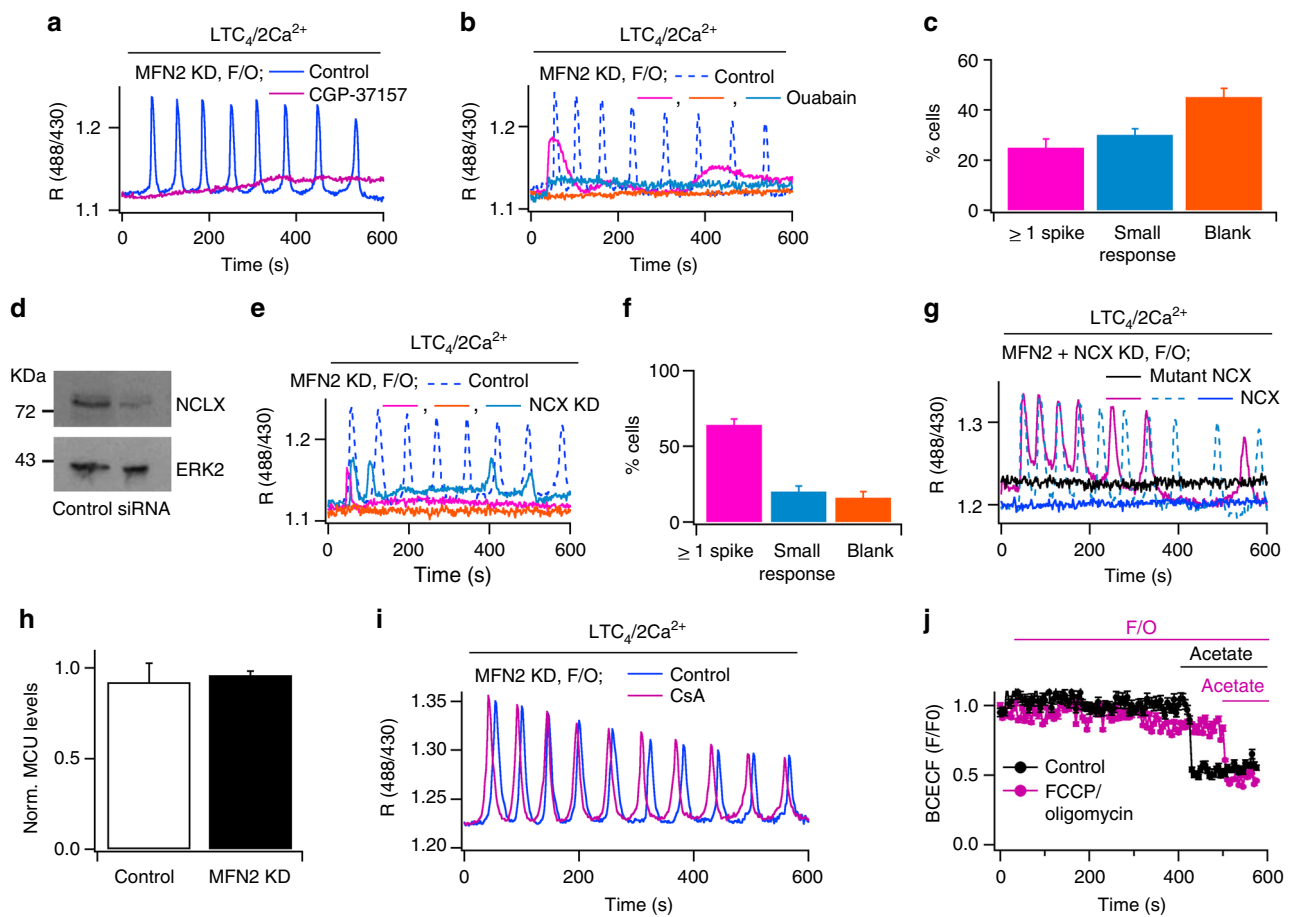 a
LTC4/2Ca2+
MFN2 KD, F/O; Control
CGP-37157
R (488/430)
1.2
1.1
0 200 400 600
Time (s)
b
LTC4/2Ca2+
MFN2 KD, F/O; Control
, , Ouabain
R (488/430)
1.2
1.1
0 200 400 600
Time (s)
c
% cells
60
40
20
0
≥ 1 spike Small response Blank
d
KDa
72
NCLX
43
ERK2
Control siRNA
e
LTC4/2Ca2+
MFN2 KD, F/O; Control
, , NCX KD
R (488/430)
1.2
1.1
0 200 400 600
Time (s)
f
% cells
100
50
0
≥ 1 spike Small response Blank
g
LTC4/2Ca2+
MFN2 + NCX KD, F/O;
Mutant NCX
NCX
R (488/430)
1.3
1.2
0 200 400 600
Time (s)
h
Norm. MCU levels
1.0
0.5
0.0
Control MFN2 KD
i
LTC4/2Ca2+
MFN2 KD, F/O; Control
CsA
R (488/430)
1.35
1.30
1.25
1.20
0 200 400 600
Time (s)
j
F/O
Acetate
Acetate
BCECF (F/F0)
1.0
0.5
0.0
Control
FCCP/
oligomycin
0 200 400 600
Time (s)